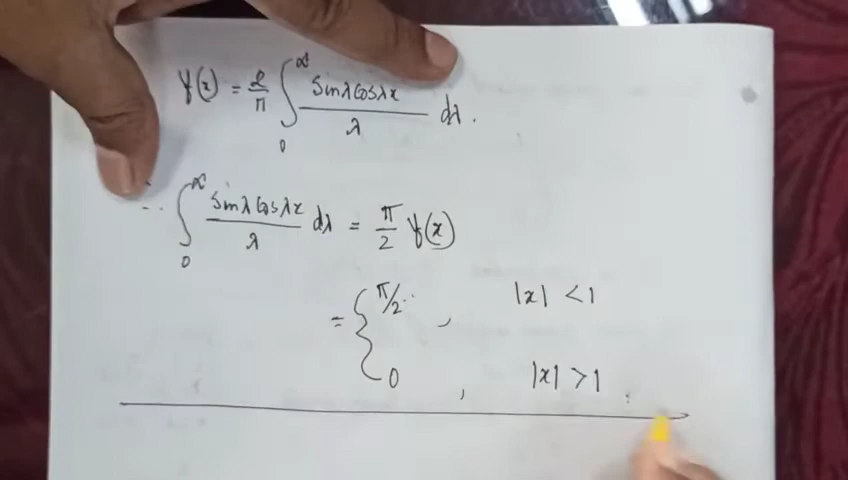 f(x) = 2/π ∫₀^∞ sinλ cosλx / λ dλ.
∴ ∫₀^∞ sinλ cosλx / λ dλ = π/2 f(x)
= { π/2 , |x| < 1
0 , |x| > 1 .